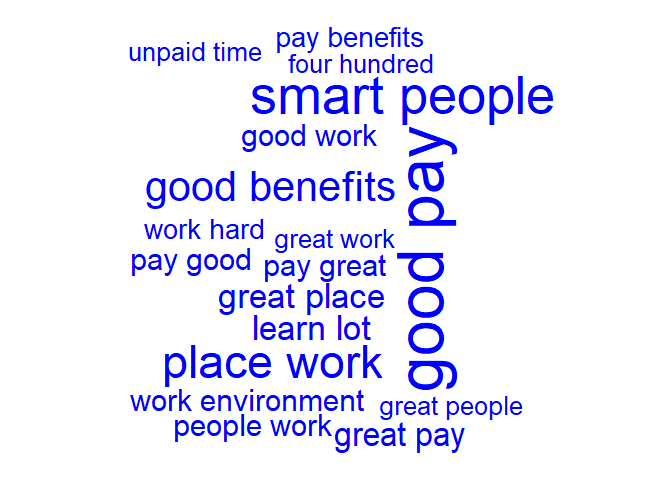 pay benefits
unpaid time
four hundred
smart people
good work
good pay
good benefits
work hard
great work
pay good
pay great
great place
learn lot
place work
work environment
great people
people work
great pay